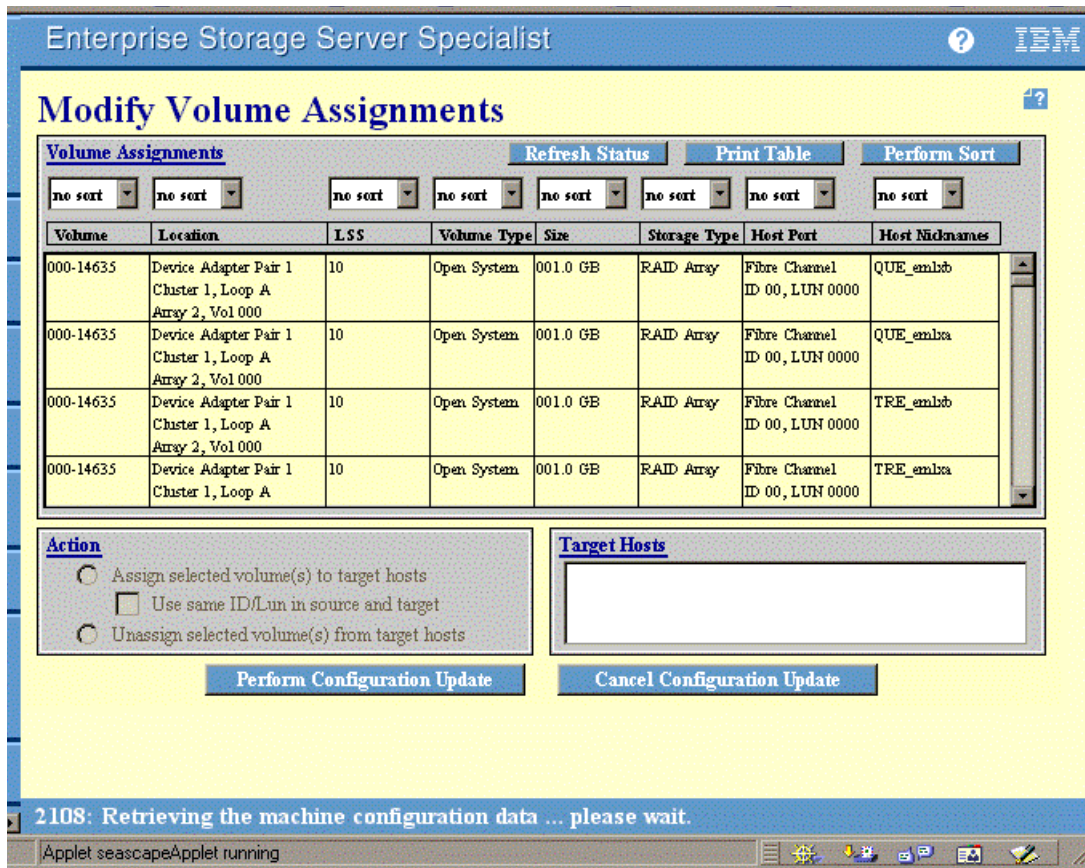 Enterprise Storage Server Specialist ? IBM
Modify Volume Assignments ?
Volume Assignments Refresh Status Print Table Perform Sort
no sort no sort no sort no sort no sort no sort no sort no sort
Volume Location LSS Volume Type Size Storage Type Host Port Host Nicknames
000-14635 Device Adapter Pair 1 10 Open System 001.0 GB RAID Array Fibre Channel QUE_emlxb
Cluster 1, Loop A ID 00, LUN 0000
Array 2, Vol 000
000-14635 Device Adapter Pair 1 10 Open System 001.0 GB RAID Array Fibre Channel QUE_emlxa
Cluster 1, Loop A ID 00, LUN 0000
Array 2, Vol 000
000-14635 Device Adapter Pair 1 10 Open System 001.0 GB RAID Array Fibre Channel TRE_emlxb
Cluster 1, Loop A ID 00, LUN 0000
Array 2, Vol 000
000-14635 Device Adapter Pair 1 10 Open System 001.0 GB RAID Array Fibre Channel TRE_emlxa
Cluster 1, Loop A ID 00, LUN 0000
Action
Assign selected volume(s) to target hosts
Use same ID/Lun in source and target
Unassign selected volume(s) from target hosts
Target Hosts
Perform Configuration Update Cancel Configuration Update
2108: Retrieving the machine configuration data ... please wait.
Applet seascapeApplet running